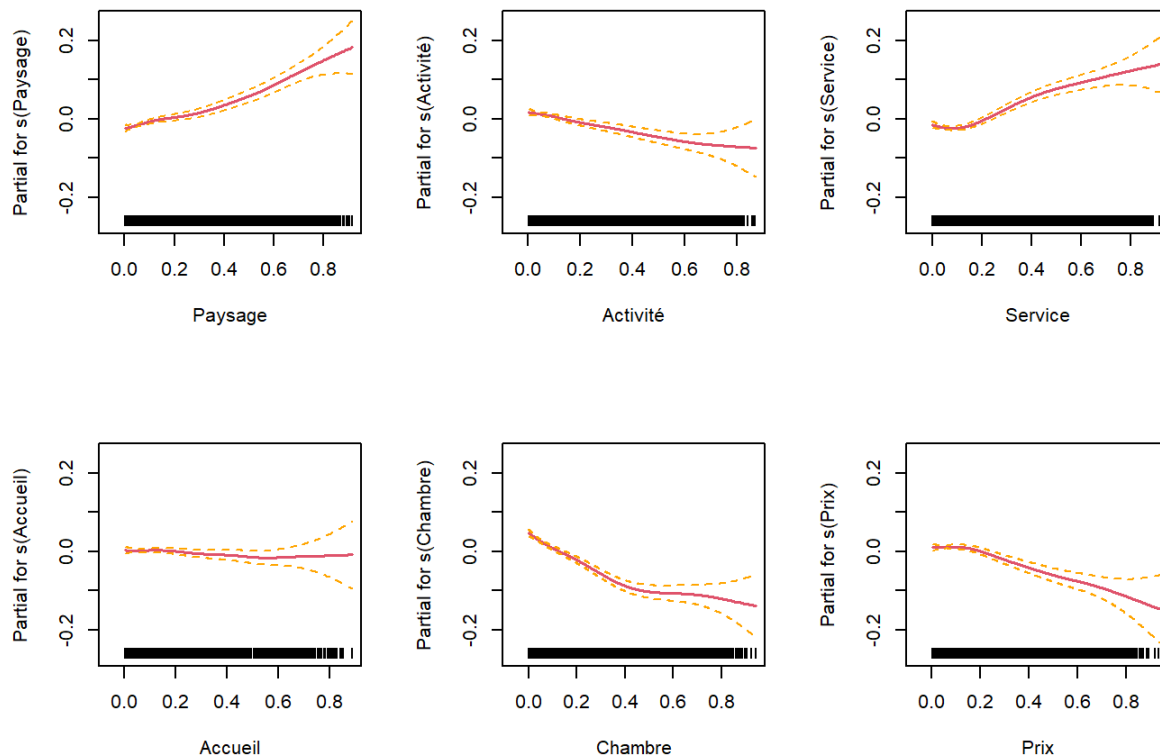 Partial for s(Paysage)
0.2
0.0
-0.2
0.0 0.2 0.4 0.6 0.8
Paysage
Partial for s(Activité)
0.2
0.0
-0.2
0.0 0.2 0.4 0.6 0.8
Activité
Partial for s(Service)
0.2
0.0
-0.2
0.0 0.2 0.4 0.6 0.8
Service
Partial for s(Accueil)
0.2
0.0
-0.2
0.0 0.2 0.4 0.6 0.8
Accueil
Partial for s(Chambre)
0.2
0.0
-0.2
0.0 0.2 0.4 0.6 0.8
Chambre
Partial for s(Prix)
0.2
0.0
-0.2
0.0 0.2 0.4 0.6 0.8
Prix